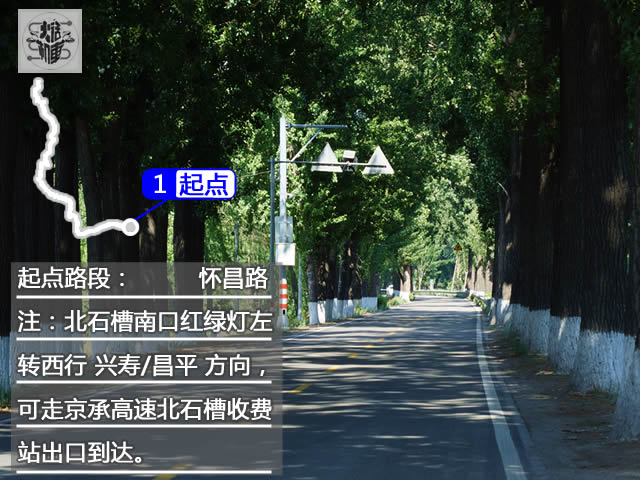 1 起点
起点路段： 怀昌路
注：北石槽南口红绿灯左
转西行 兴寿/昌平 方向，
可走京承高速北石槽收费
站出口到达。